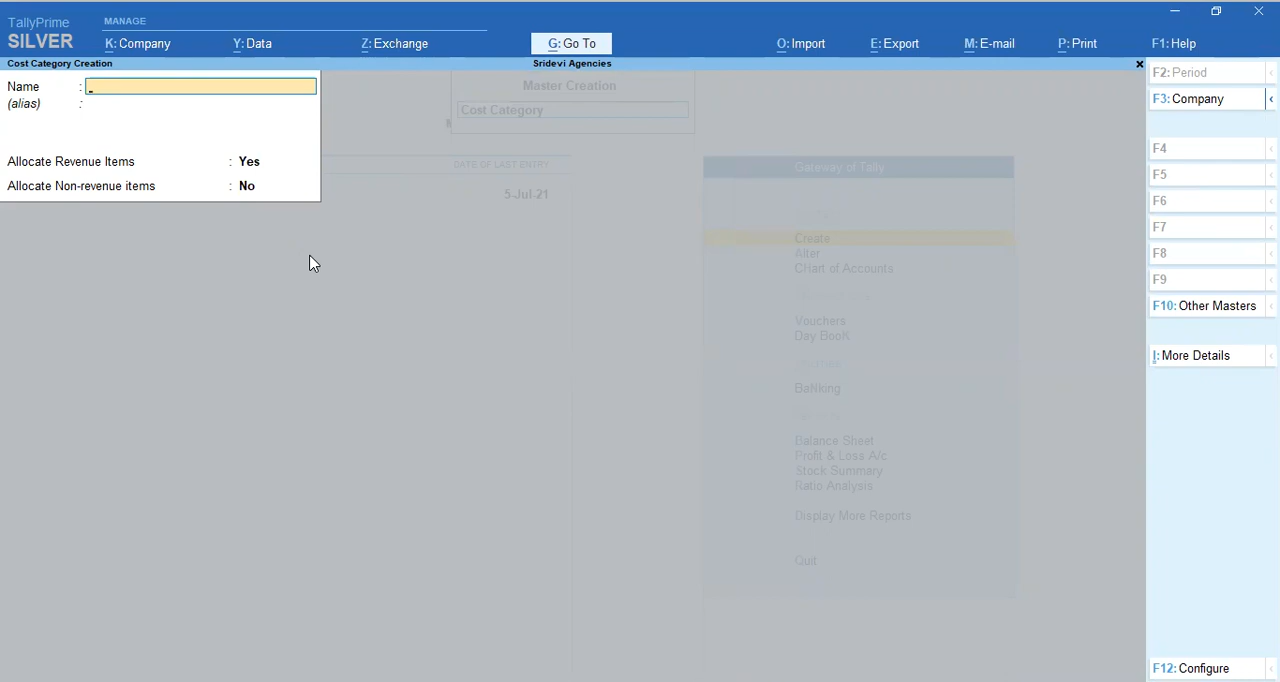 TallyPrime
SILVER
MANAGE
K: Company
Y: Data
Z: Exchange
G: Go To
O: Import
E: Export
M: E-mail
P: Print
F1: Help
Cost Category Creation
Sridevi Agencies
Name :
(alias) :
Allocate Revenue Items : Yes
Allocate Non-revenue items : No
Master Creation
Cost Category
DATE OF LAST ENTRY
5-Jul-21
Gateway of Tally
Create
Alter
CHart of Accounts
Vouchers
Day BooK
BaNking
Balance Sheet
Profit & Loss A/c
Stock Summary
Ratio Analysis
Display More Reports
Quit
F2: Period
F3: Company
F4
F5
F6
F7
F8
F9
F10: Other Masters
I: More Details
F12: Configure